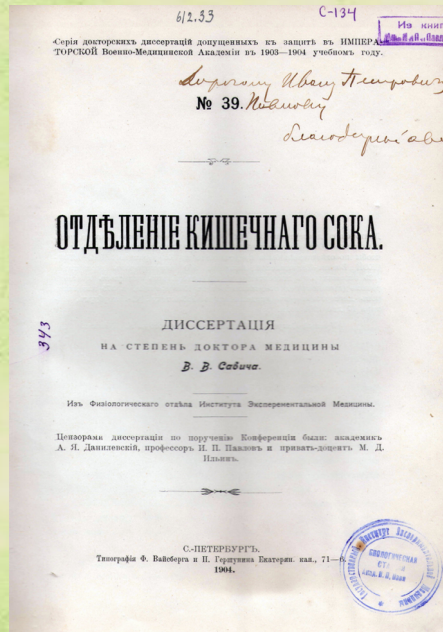 612.33
С-134
Из книг
Серія докторскихъ диссертацій допущенныхъ къ защитѣ въ ИМПЕРА-
ТОРСКОЙ Военно-Медицинской Академіи въ 1903—1904 учебномъ году.
Дорогому Ивану Петровичу
№ 39.
Павлову
благодарный
ОТДѢЛЕНІЕ КИШЕЧНАГО СОКА.
343
ДИССЕРТАЦІЯ
НА СТЕПЕНЬ ДОКТОРА МЕДИЦИНЫ
В. В. Савича.
Изъ Физіологическаго отдѣла Института Экспериментальной Медицины.
Цензорами диссертаціи по порученію Конференціи были: академикъ
А. Я. Данилевскій, профессоръ И. П. Павловъ и приватъ-доцентъ М. Д.
Ильинъ.
С.-ПЕТЕРБУРГЪ.
Типографія Ф. Вайсберга и П. Гершунина Екатерин. кан., 71—6.
1904.